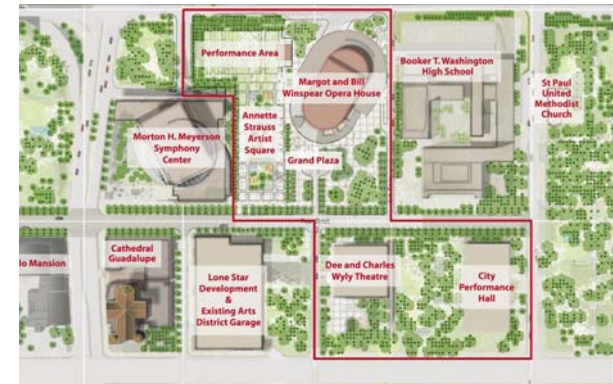 Performance Area
Margot and Bill
Winspear Opera House
Booker T. Washington
High School
St Paul
United
Methodist
Church
Morton H. Meyerson
Symphony
Center
Annette
Strauss
Artist
Square
Grand Plaza
lo Mansion
Cathedral
Guadalupe
Lone Star
Development
&
Existing Arts
District Garage
Dee and Charles
Wyly Theatre
City
Performance
Hall